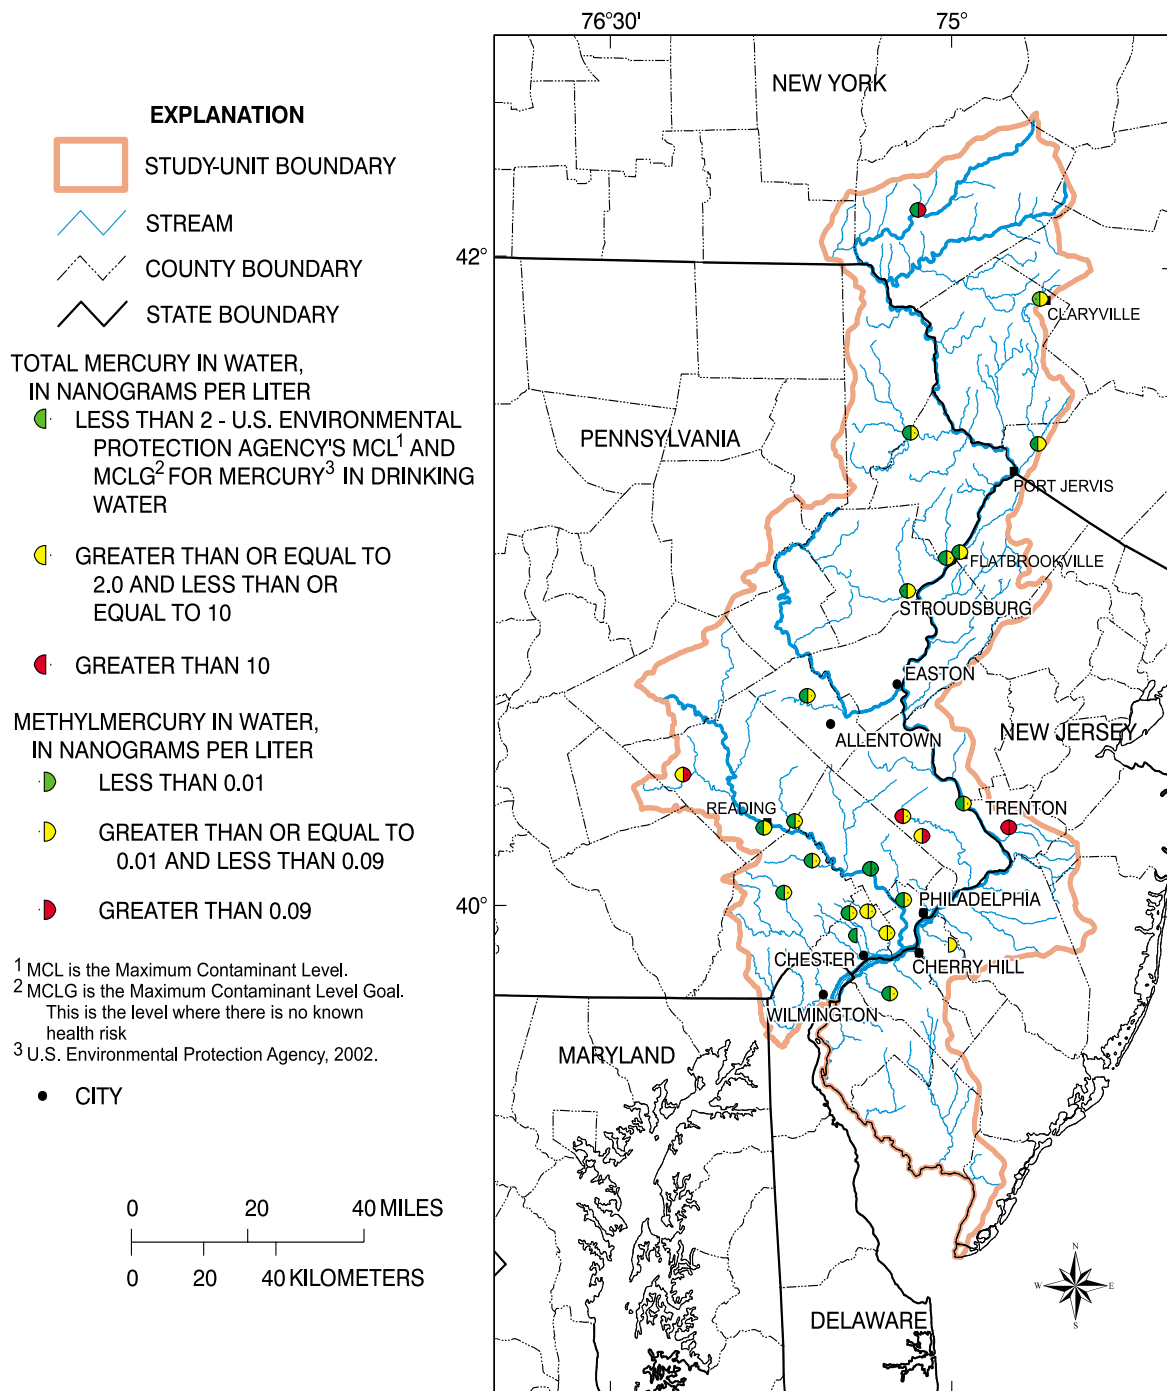 76°30'
75°
NEW YORK
EXPLANATION
STUDY-UNIT BOUNDARY
STREAM
COUNTY BOUNDARY
STATE BOUNDARY
TOTAL MERCURY IN WATER,
IN NANOGRAMS PER LITER
LESS THAN 2 - U.S. ENVIRONMENTAL
PROTECTION AGENCY'S MCL1 AND
MCLG2 FOR MERCURY3 IN DRINKING
WATER
GREATER THAN OR EQUAL TO
2.0 AND LESS THAN OR
EQUAL TO 10
GREATER THAN 10
METHYLMERCURY IN WATER,
IN NANOGRAMS PER LITER
LESS THAN 0.01
GREATER THAN OR EQUAL TO
0.01 AND LESS THAN 0.09
GREATER THAN 0.09
1 MCL is the Maximum Contaminant Level.
2 MCLG is the Maximum Contaminant Level Goal.
This is the level where there is no known
health risk
3 U.S. Environmental Protection Agency, 2002.
CITY
0 20 40 MILES
0 20 40 KILOMETERS
42°
CLARYVILLE
PENNSYLVANIA
PORT JERVIS
FLATBROOKVILLE
STROUDSBURG
EASTON
ALLENTOWN
NEW JERSEY
READING
TRENTON
40°
PHILADELPHIA
CHESTER
CHERRY HILL
WILMINGTON
MARYLAND
DELAWARE
N
W E
S